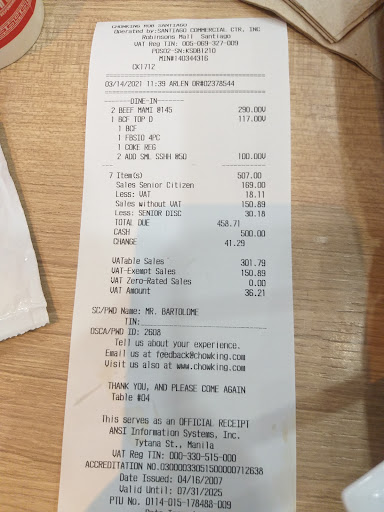 CHOWKING ROB SANTIAGO
Operated by:SANTIAGO COMMERCIAL CTR, INC
Robinsons Mall Santiago
VAT Reg TIN: 005-069-327-009
POS02-SN:KSDB1210
MIN#140344016
CK1712
03/14/2021 11:39 ARLEN OR#02378544
-------DINE-IN-------
2 BEEF MAMI @145 290.00V
1 BCF TOP D 117.00V
1 BCF
1 FBSIO 4PC
1 COKE REG
2 ADD SML SSHH @50 100.00V
7 Item(s) 507.00
Sales Senior Citizen 169.00
Less: VAT 18.11
Sales without VAT 150.89
Less: SENIOR DISC 30.18
TOTAL DUE 458.71
CASH 500.00
CHANGE 41.29
VATable Sales 301.79
VAT-Exempt Sales 150.89
VAT Zero-Rated Sales 0.00
VAT Amount 36.21
SC/PWD Name: MR. BARTOLOME
TIN:
OSCA/PWD ID: 2608
Tell us about your experience.
Email us at feedback@chowking.com
Visit us also at www.chowking.com
THANK YOU, AND PLEASE COME AGAIN
Table #04
This serves as an OFFICIAL RECEIPT
ANSI Information Systems, Inc.
Tytana St., Manila
VAT Reg TIN: 000-330-515-000
ACCREDITATION NO.0300003305150000712638
Date Issued: 04/16/2007
Valid Until: 07/31/2025
PTU No. 0114-015-178488-009